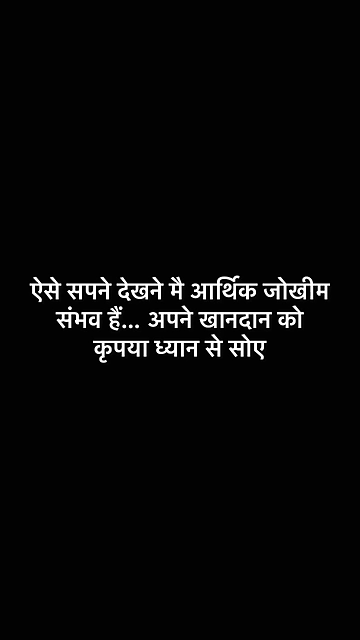 ऐसे सपने देखने मै आर्थिक जोखीम
संभव हैं... अपने खानदान को
कृपया ध्यान से सोए